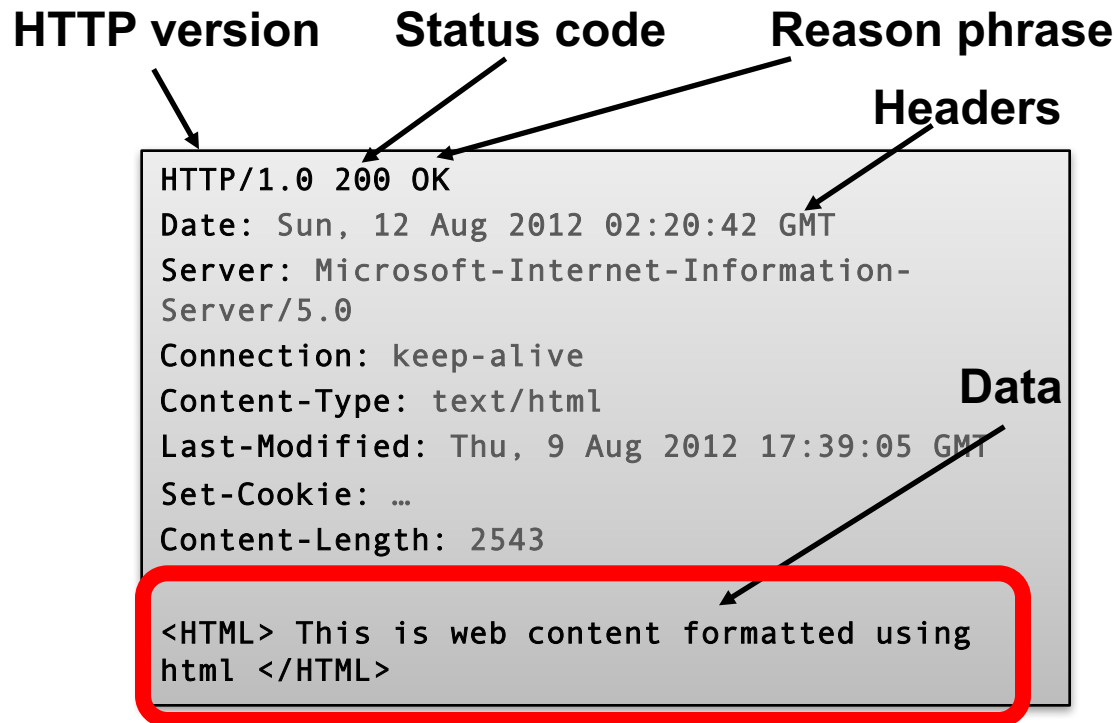 HTTP version Status code Reason phrase
Headers
HTTP/1.0 200 OK
Date: Sun, 12 Aug 2012 02:20:42 GMT
Server: Microsoft-Internet-Information-
Server/5.0
Connection: keep-alive
Content-Type: text/html
Data
Last-Modified: Thu, 9 Aug 2012 17:39:05 GMT
Set-Cookie: …
Content-Length: 2543
<HTML> This is web content formatted using
html </HTML>